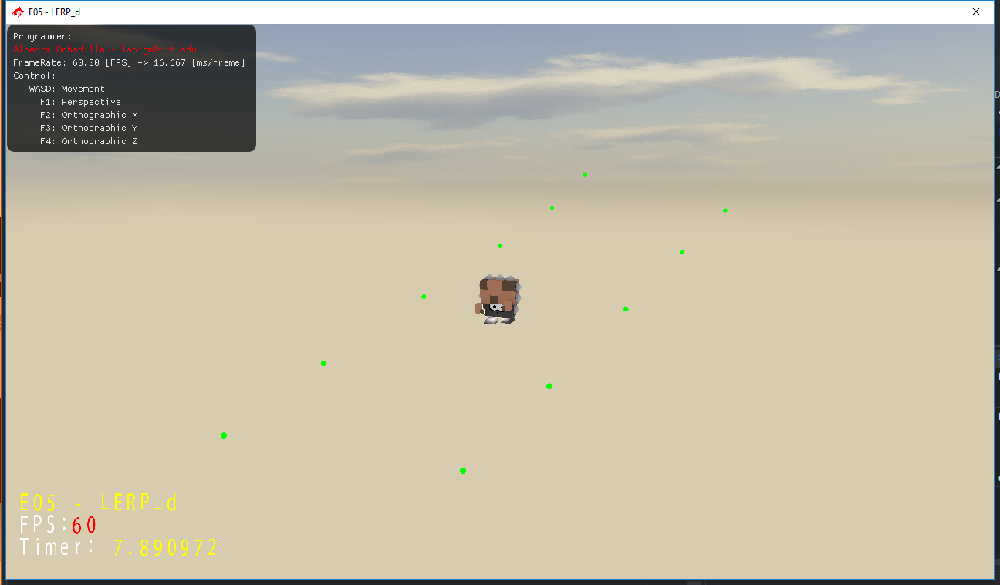 E05 - LERP_d
Programmer:
Alberto Bobadilla - labigm@rit.edu
FrameRate: 60.00 [FPS] -> 16.667 [ms/frame]
Control:
WASD: Movement
F1: Perspective
F2: Orthographic X
F3: Orthographic Y
F4: Orthographic Z
E05 - LERP_d
FPS:60
Timer: 7.890972